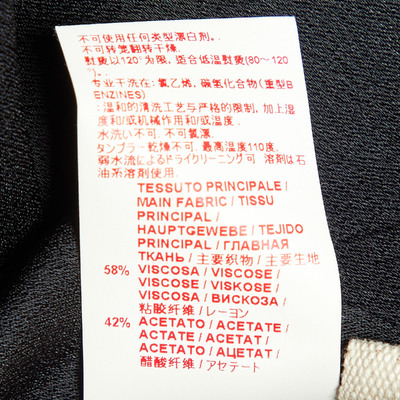 不可使用任何类型漂白剂。.
不可转笼翻转干燥.
熨烫以120°为限, 适合低温熨烫(80~120°).
专业干洗在: 氯乙烯, 碳氢化合物 (重型B
ENZINES)
: 温和的清洗工艺与严格的限制, 加上湿
度和/或机械作用和/或温度.
水洗い不可. 不可氯漂.
タンブラー乾燥不可. 最高温度110度.
弱水流によるドライクリーニング可 溶剤は石
油系溶剤使用.
TESSUTO PRINCIPALE /
MAIN FABRIC / TISSU
PRINCIPAL /
HAUPTGEWEBE / TEJIDO
PRINCIPAL / ГЛАВНАЯ
ТКАНЬ / 主要织物 / 主要生地
58% VISCOSA / VISCOSE /
VISCOSE / VISKOSE /
VISCOSA / ВИСКОЗА /
粘胶纤维 / レーヨン
42% ACETATO / ACETATE /
ACTATE / ACETAT /
ACETATO / АЦЕТАТ /
醋酸纤维 / アセテート